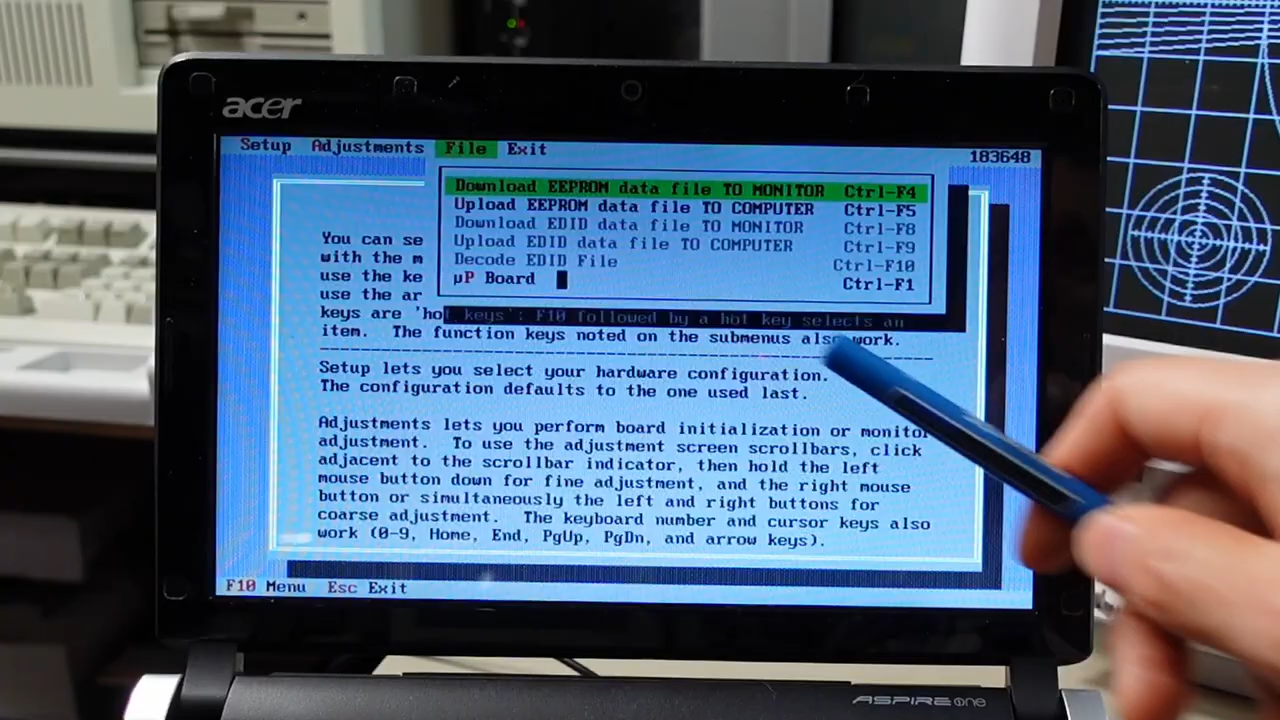 acer
Setup Adjustments File Exit
183648
Download EEPROM data file TO MONITOR Ctrl-F4
Upload EEPROM data file TO COMPUTER Ctrl-F5
Download EDID data file TO MONITOR Ctrl-F8
Upload EDID data file TO COMPUTER Ctrl-F9
Decode EDID File Ctrl-F10
µP Board Ctrl-F1
You can se
with the m
use the ke
use the ar
keys are 'hot keys': F10 followed by a hot key selects an
item. The function keys noted on the submenus also work.
Setup lets you select your hardware configuration.
The configuration defaults to the one used last.
Adjustments lets you perform board initialization or monitor
adjustment. To use the adjustment screen scrollbars, click
adjacent to the scrollbar indicator, then hold the left
mouse button down for fine adjustment, and the right mouse
button or simultaneously the left and right buttons for
coarse adjustment. The keyboard number and cursor keys also
work (0-9, Home, End, PgUp, PgDn, and arrow keys).
F10 Menu Esc Exit
ASPIRE one